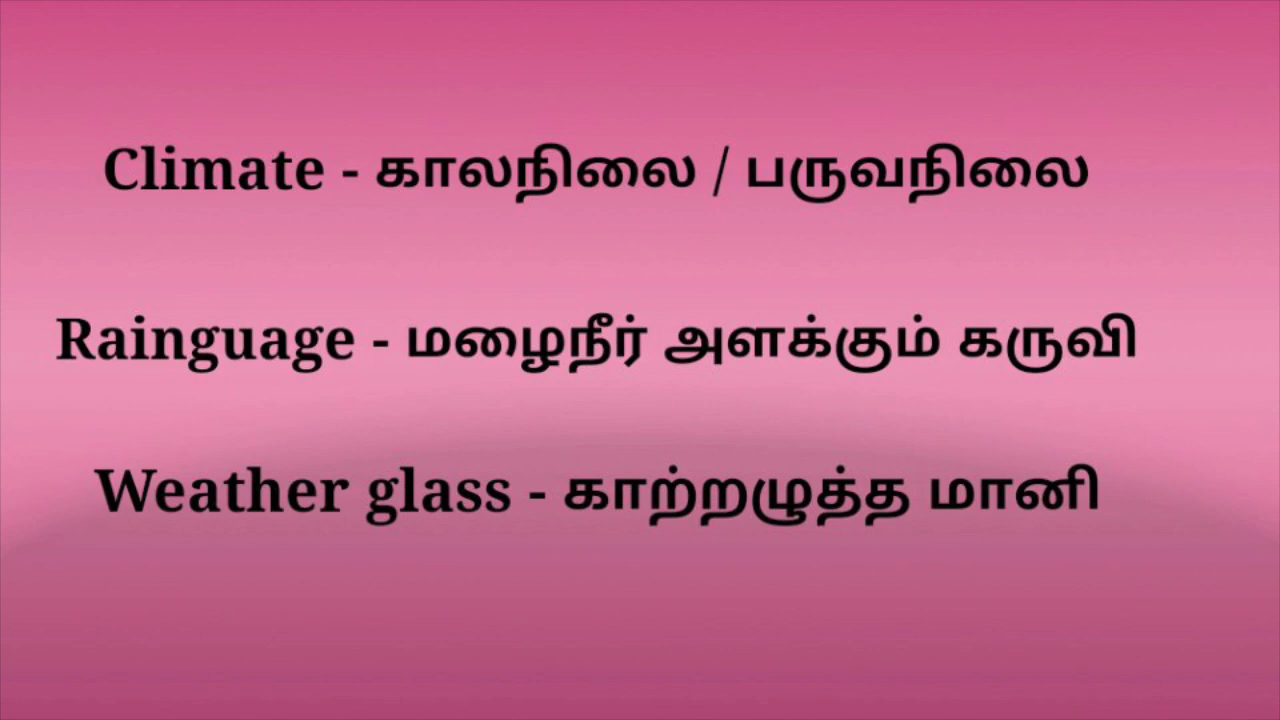 Climate - காலநிலை / பருவநிலை
Rainguage - மழைநீர் அளக்கும் கருவி
Weather glass - காற்றழுத்த மானி